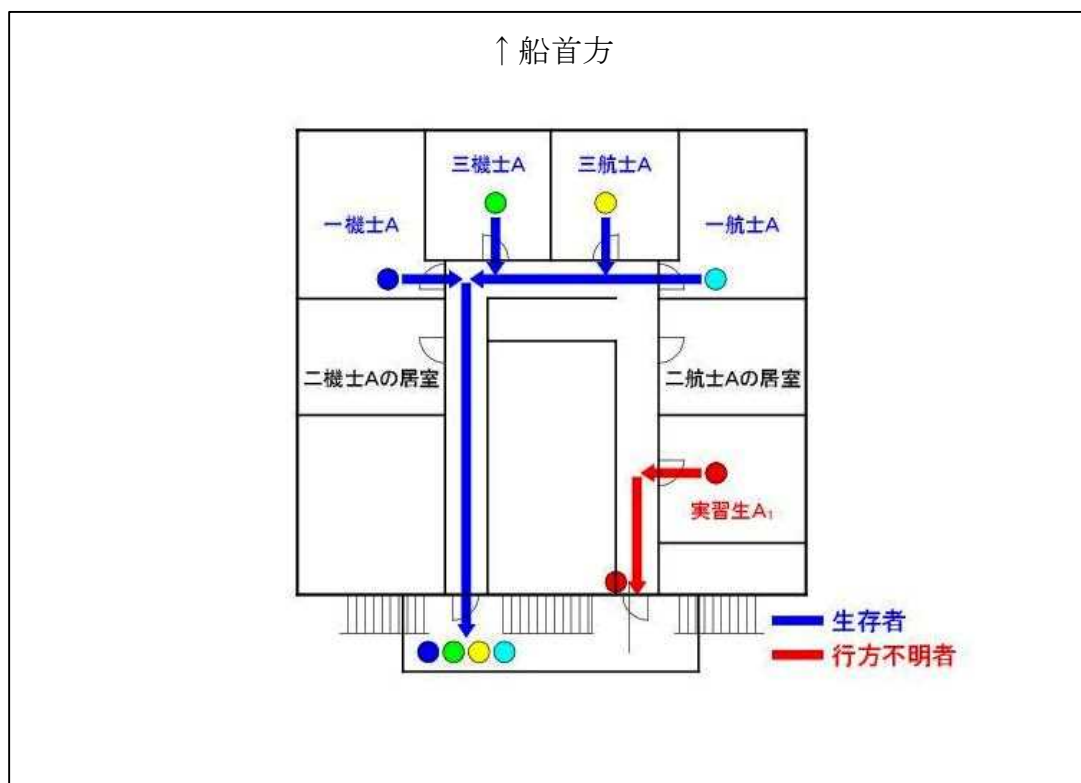 ↑船首方
三機士A
三航士A
一機士A
一航士A
二機士Aの居室
二航士Aの居室
実習生A₁
生存者
行方不明者